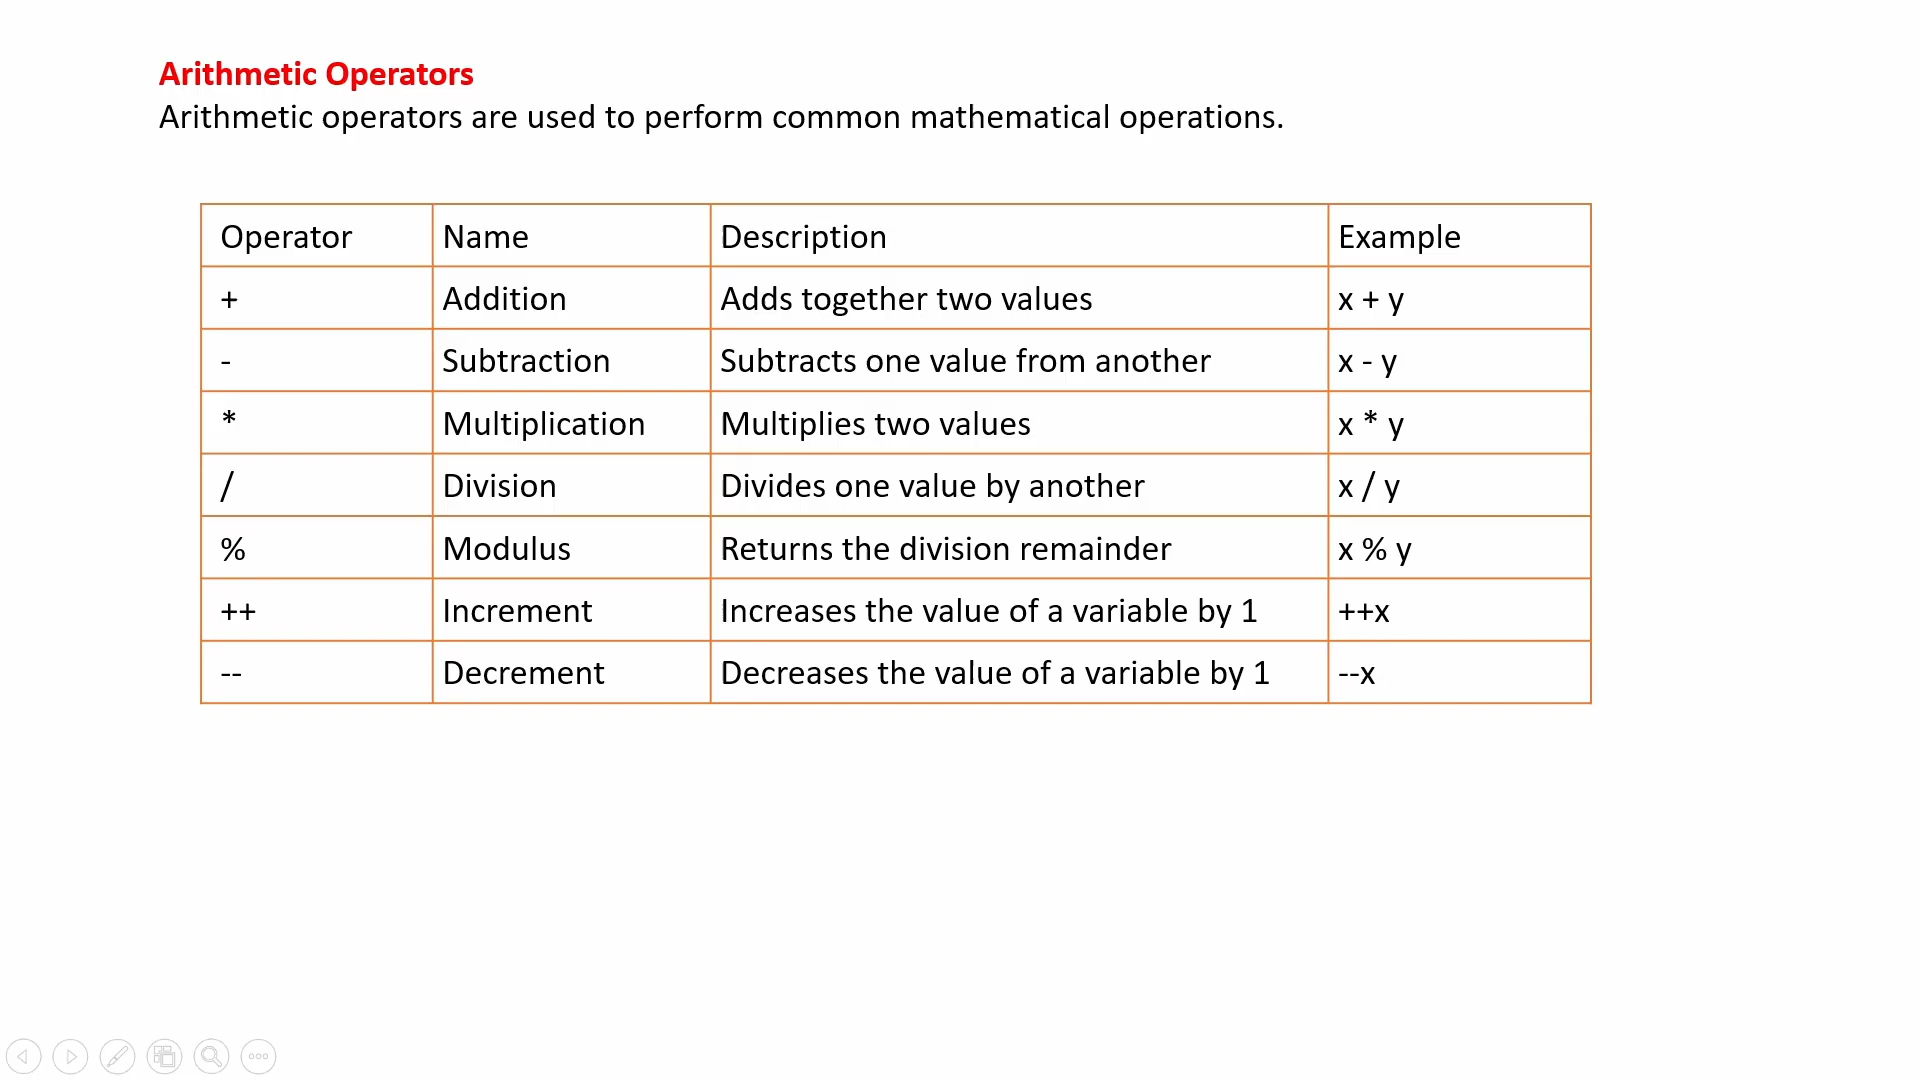 Arithmetic Operators
Arithmetic operators are used to perform common mathematical operations.
Operator Name Description Example
+ Addition Adds together two values x + y
- Subtraction Subtracts one value from another x - y
* Multiplication Multiplies two values x * y
/ Division Divides one value by another x / y
% Modulus Returns the division remainder x % y
++ Increment Increases the value of a variable by 1 ++x
-- Decrement Decreases the value of a variable by 1 --x